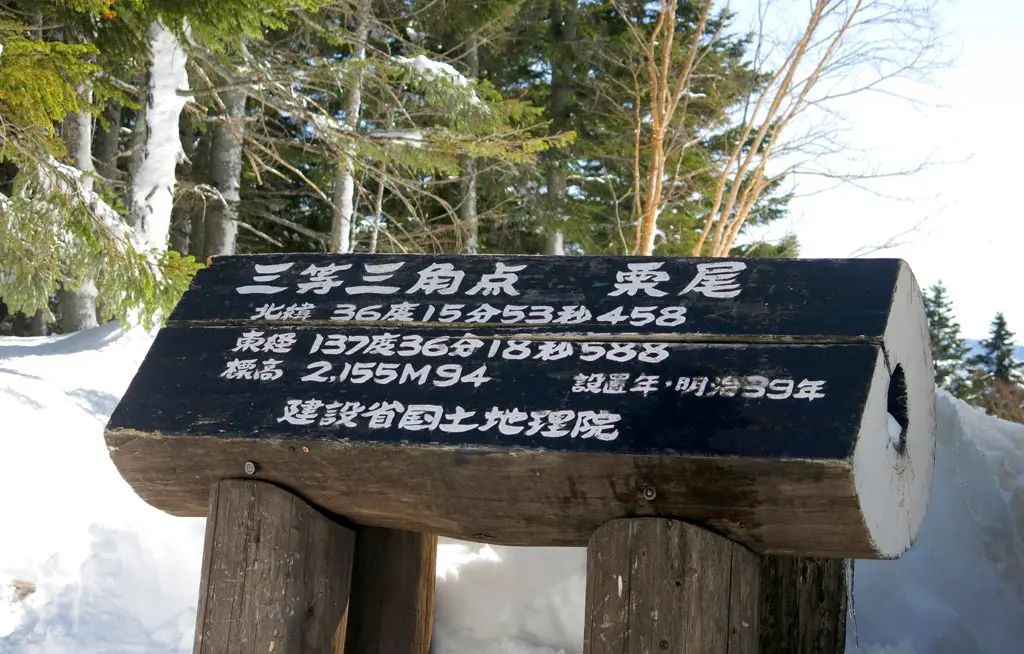 三等三角点 粟尾
北緯 36度15分53秒458
東経 137度36分18秒588
標高 2,155M94
設置年・明治39年
建設省国土地理院